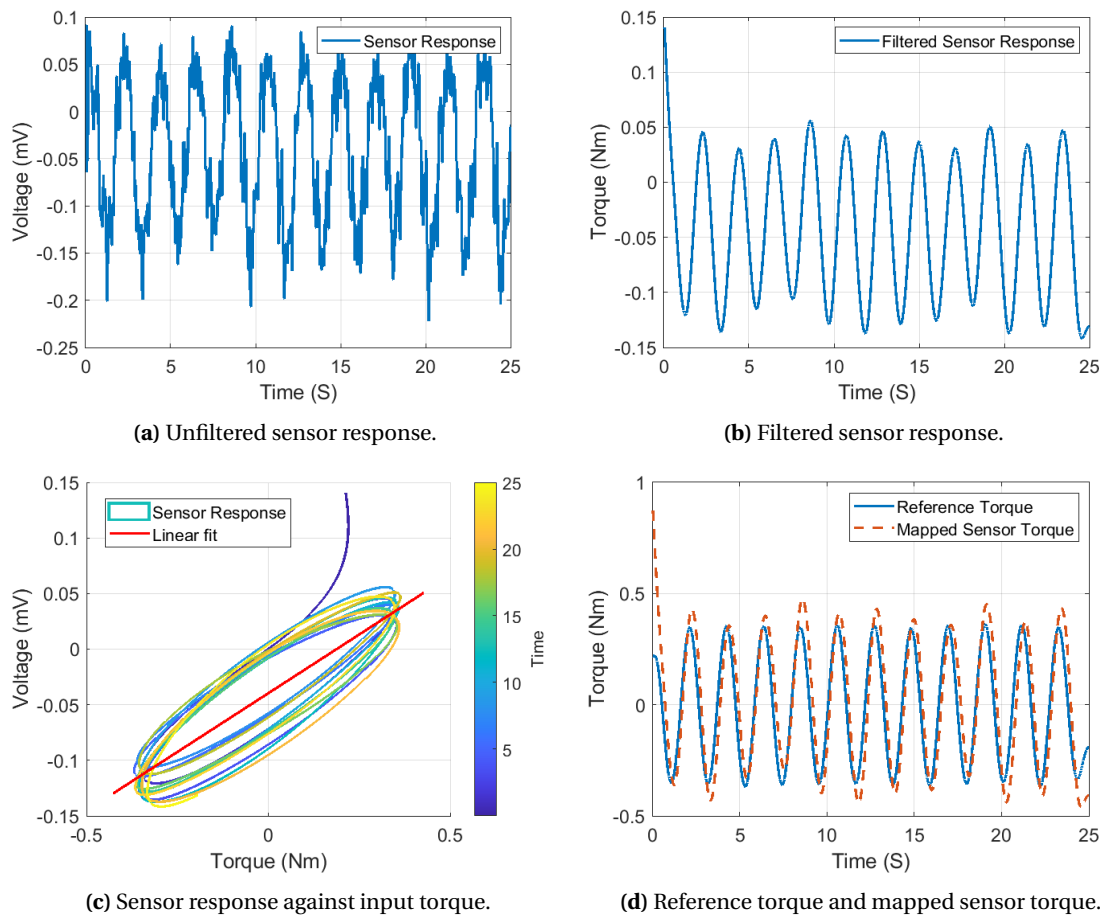 0.1
0.05
0
-0.05
-0.1
-0.15
-0.2
-0.25
Voltage (mV)
Sensor Response
0 5 10 15 20 25
Time (S)
(a) Unfiltered sensor response.
0.15
0.1
0.05
0
-0.05
-0.1
-0.15
Torque (Nm)
Filtered Sensor Response
0 5 10 15 20 25
Time (S)
(b) Filtered sensor response.
0.15
0.1
0.05
0
-0.05
-0.1
-0.15
Voltage (mV)
Sensor Response
Linear fit
-0.5 0 0.5
Torque (Nm)
25
20
15
10
5
Time
(c) Sensor response against input torque.
1
0.5
0
-0.5
Torque (Nm)
Reference Torque
Mapped Sensor Torque
0 5 10 15 20 25
Time (S)
(d) Reference torque and mapped sensor torque.